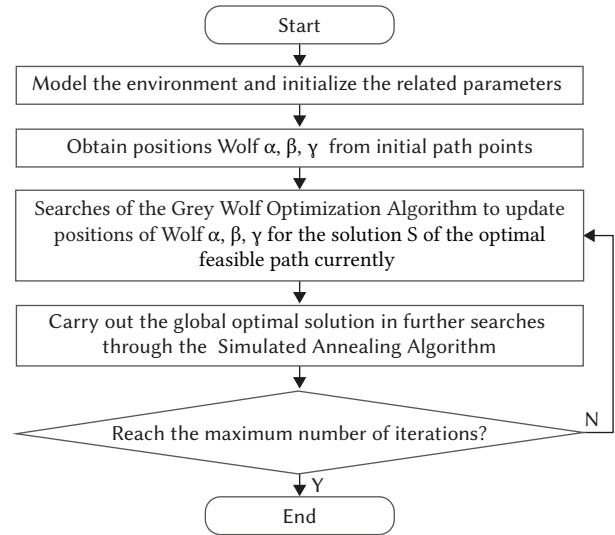 Start
Model the environment and initialize the related parameters
Obtain positions Wolf α, β, γ from initial path points
Searches of the Grey Wolf Optimization Algorithm to update
positions of Wolf α, β, γ for the solution S of the optimal
feasible path currently
Carry out the global optimal solution in further searches
through the Simulated Annealing Algorithm
Reach the maximum number of iterations?
N
Y
End